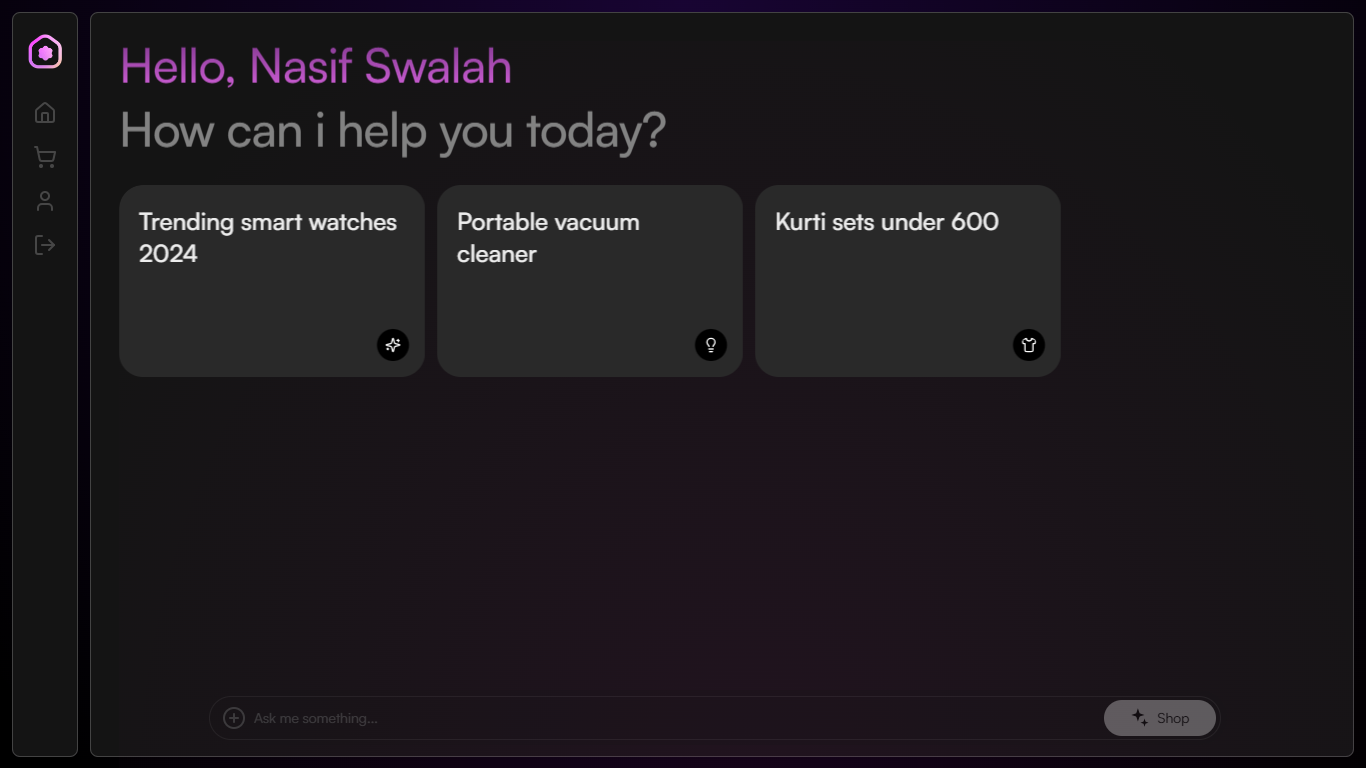 Hello, Nasif Swalah
How can i help you today?
Trending smart watches
2024
Portable vacuum
cleaner
Kurti sets under 600
Ask me something...
Shop